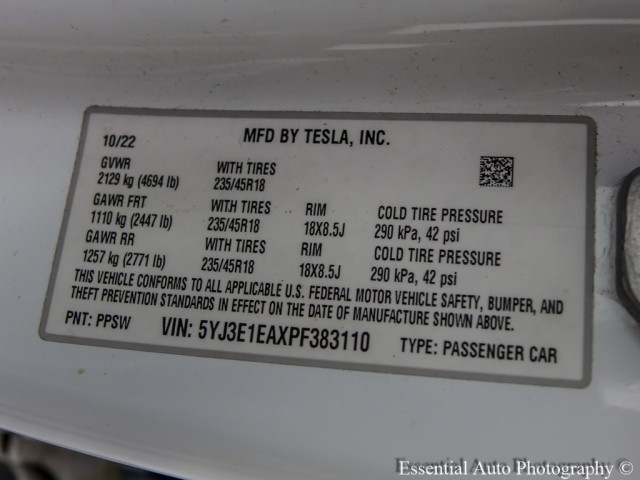 10/22 MFD BY TESLA, INC.
GVWR WITH TIRES
2129 kg (4694 lb) 235/45R18
GAWR FRT WITH TIRES RIM COLD TIRE PRESSURE
1110 kg (2447 lb) 235/45R18 18X8.5J 290 kPa, 42 psi
GAWR RR WITH TIRES RIM COLD TIRE PRESSURE
1257 kg (2771 lb) 235/45R18 18X8.5J 290 kPa, 42 psi
THIS VEHICLE CONFORMS TO ALL APPLICABLE U.S. FEDERAL MOTOR VEHICLE SAFETY, BUMPER, AND
THEFT PREVENTION STANDARDS IN EFFECT ON THE DATE OF MANUFACTURE SHOWN ABOVE.
PNT: PPSW VIN: 5YJ3E1EAXPF383110 TYPE: PASSENGER CAR
Essential Auto Photography ©